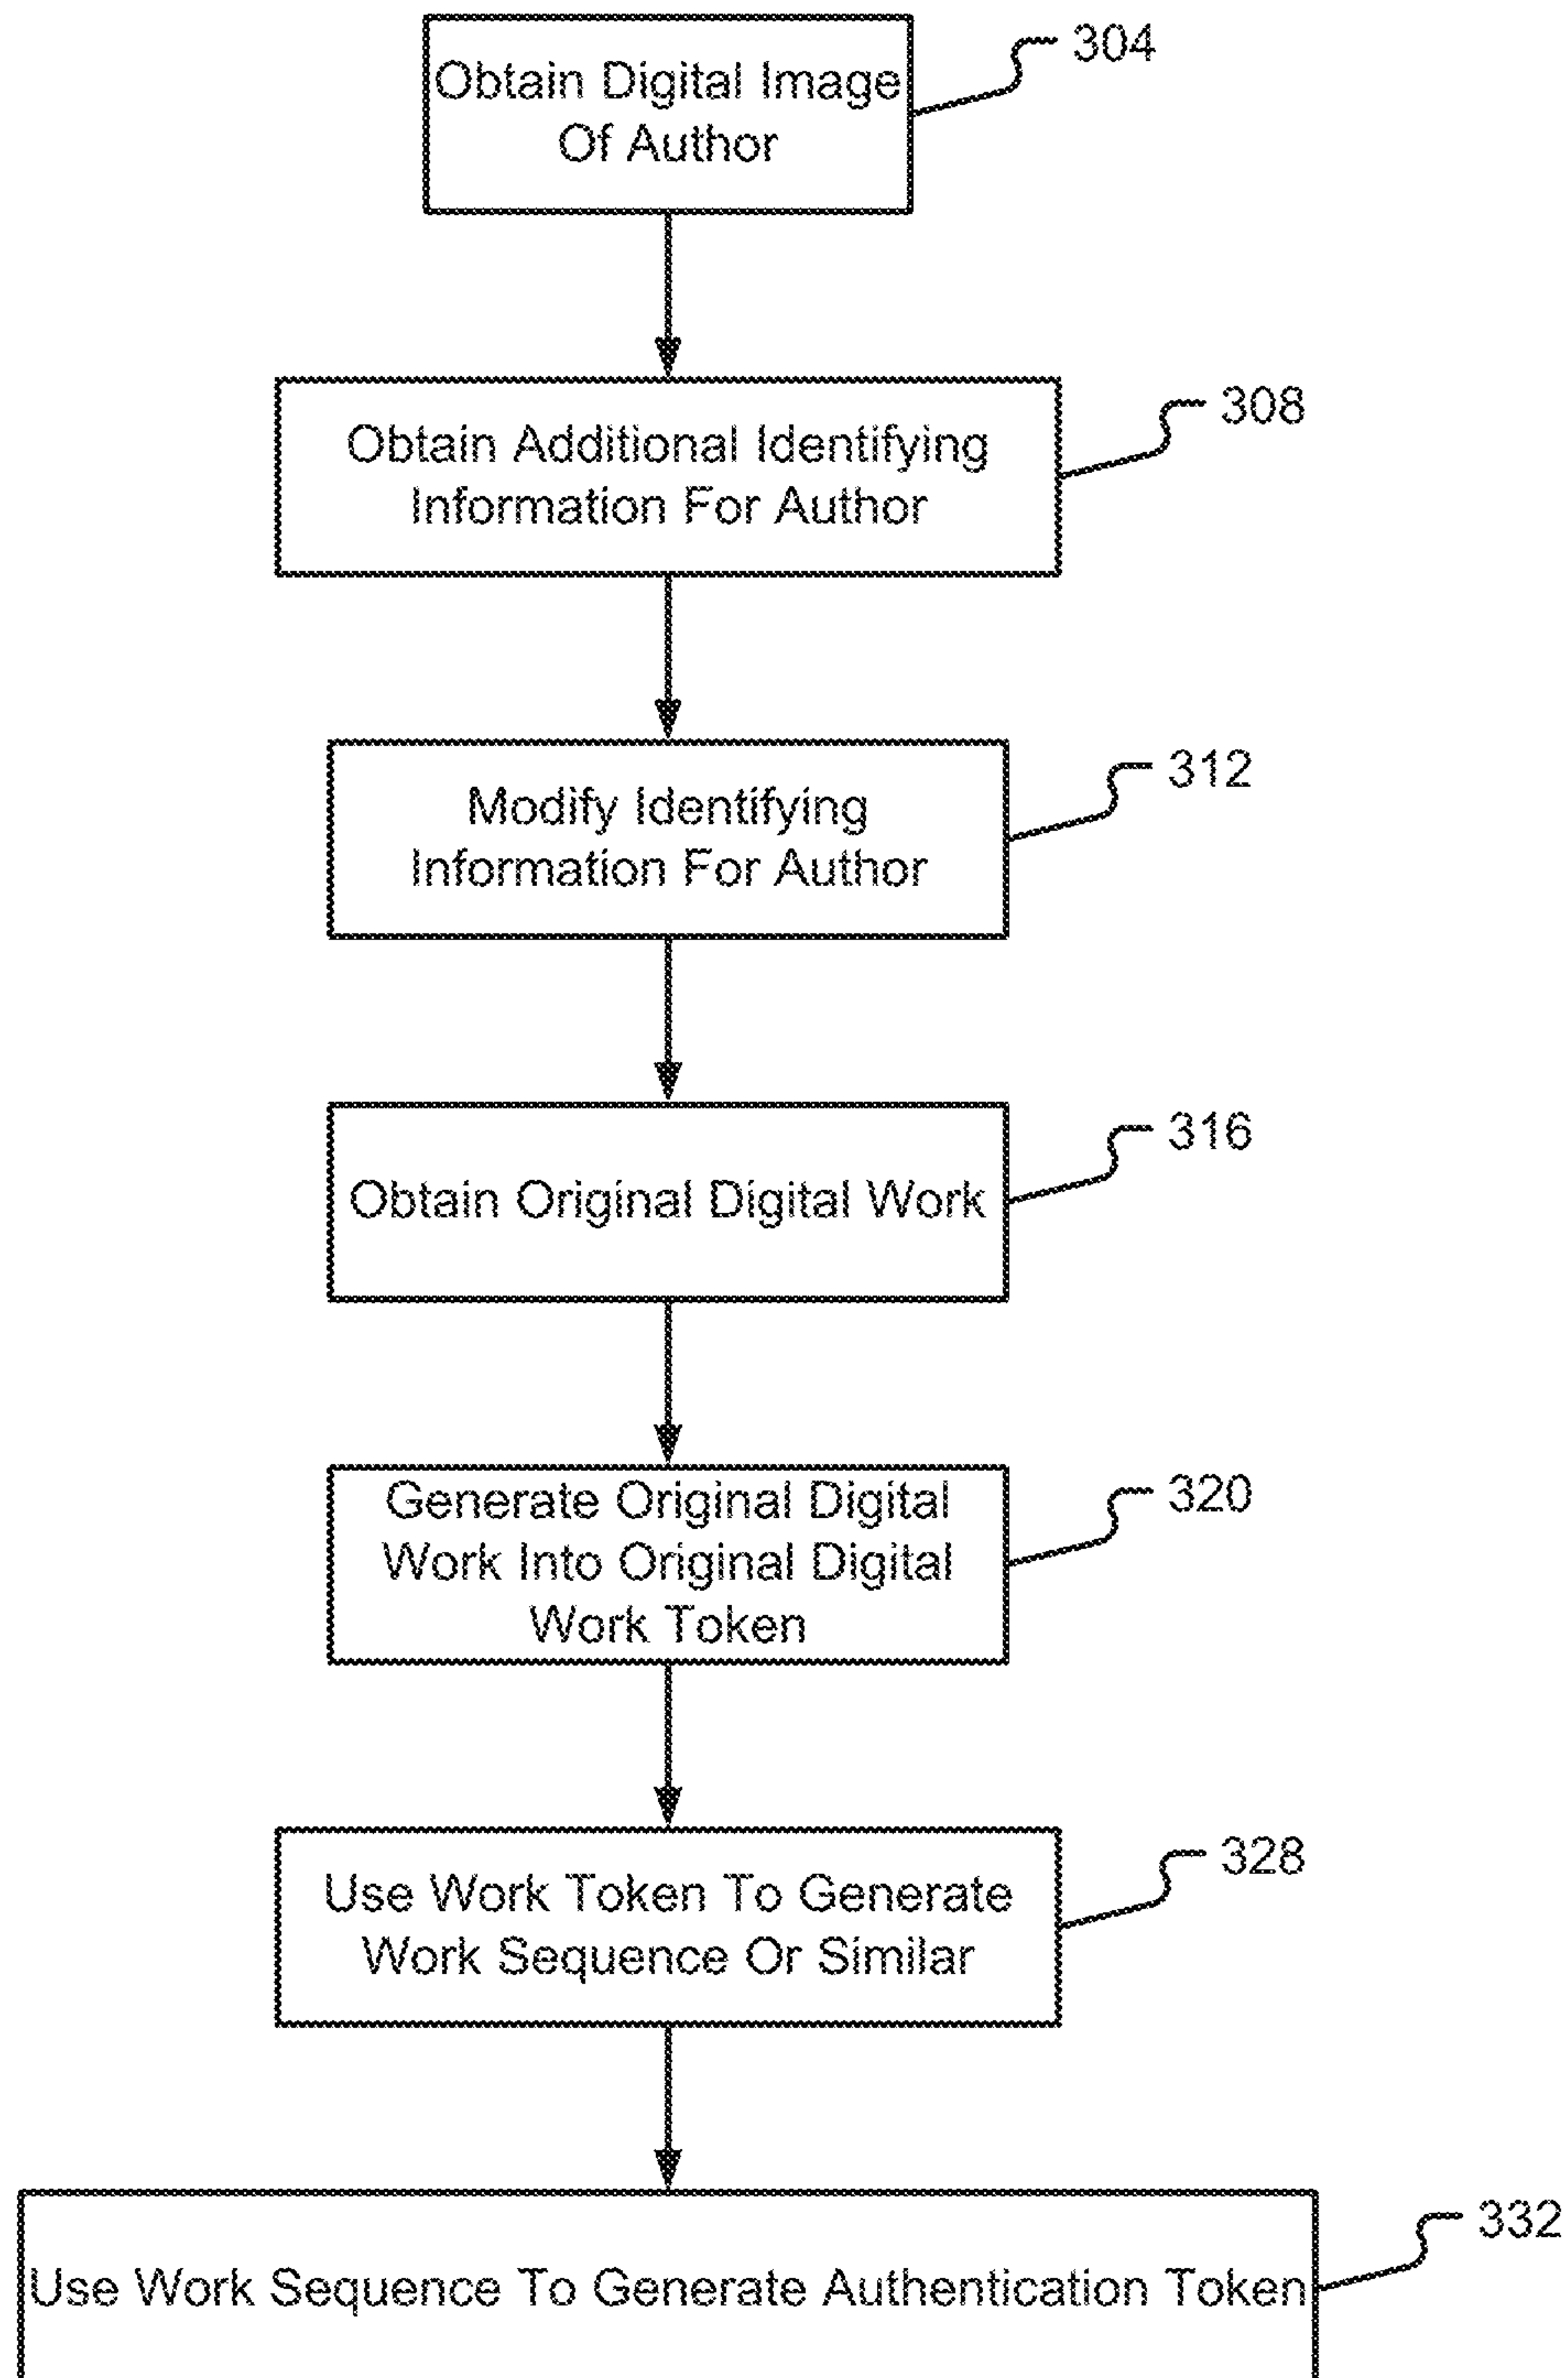 Obtain Digital Image
Of Author
304
Obtain Additional Identifying
Information For Author
308
Modify Identifying
Information For Author
312
Obtain Original Digital Work
316
Generate Original Digital
Work Into Original Digital
Work Token
320
Use Work Token To Generate
Work Sequence Or Similar
328
Use Work Sequence To Generate Authentication Token
332